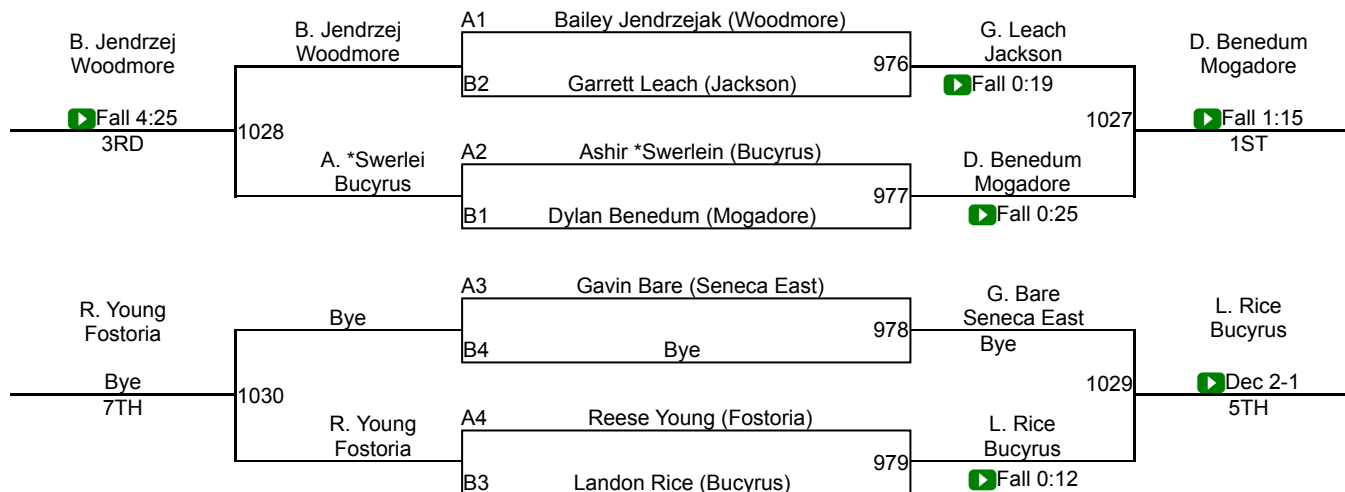 B. Jendrzej
Woodmore
Fall 4:25
3RD
B. Jendrzej
Woodmore
1028
A. *Swerlei
Bucyrus
A1 Bailey Jendrzejak (Woodmore)
976
B2 Garrett Leach (Jackson)
A2 Ashir *Swerlein (Bucyrus)
977
B1 Dylan Benedum (Mogadore)
G. Leach
Jackson
Fall 0:19
1027
D. Benedum
Mogadore
Fall 0:25
D. Benedum
Mogadore
Fall 1:15
1ST
R. Young
Fostoria
Bye
7TH
Bye
1030
R. Young
Fostoria
A3 Gavin Bare (Seneca East)
978
B4 Bye
A4 Reese Young (Fostoria)
979
B3 Landon Rice (Bucyrus)
G. Bare
Seneca East
Bye
1029
L. Rice
Bucyrus
Fall 0:12
L. Rice
Bucyrus
Dec 2-1
5TH